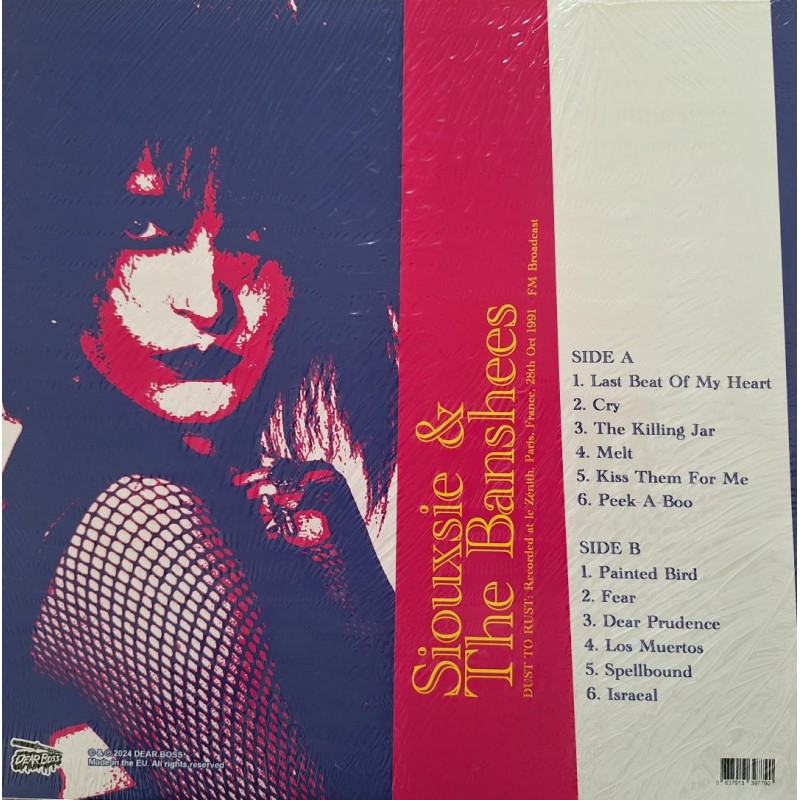 Siouxsie &
The Banshees
DUST TO RUST: Recorded at le Zénith, Paris, France, 28th Oct 1991 FM Broadcast
SIDE A
1. Last Beat Of My Heart
2. Cry
3. The Killing Jar
4. Melt
5. Kiss Them For Me
6. Peek-A-Boo
SIDE B
1. Painted Bird
2. Fear
3. Dear Prudence
4. Los Muertos
5. Spellbound
6. Israeal
DEAR BOSS
© & © 2024 DEAR BOSS
Made in the EU. All rights reserved
0 637913 397790